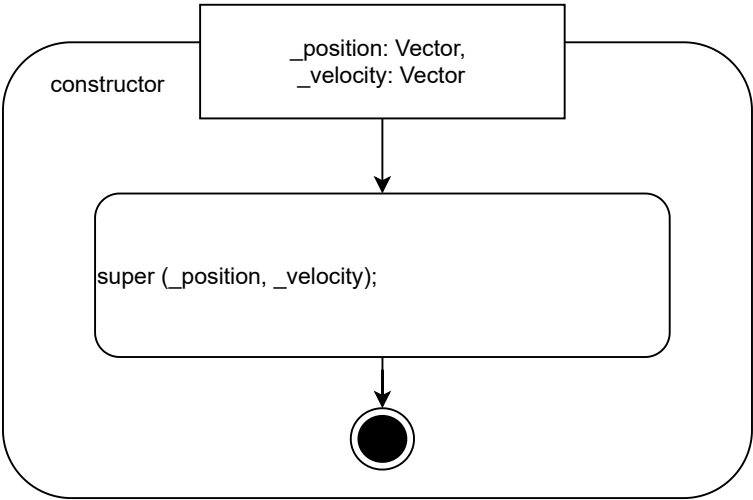 _position: Vector,
_velocity: Vector
constructor
super (_position, _velocity);